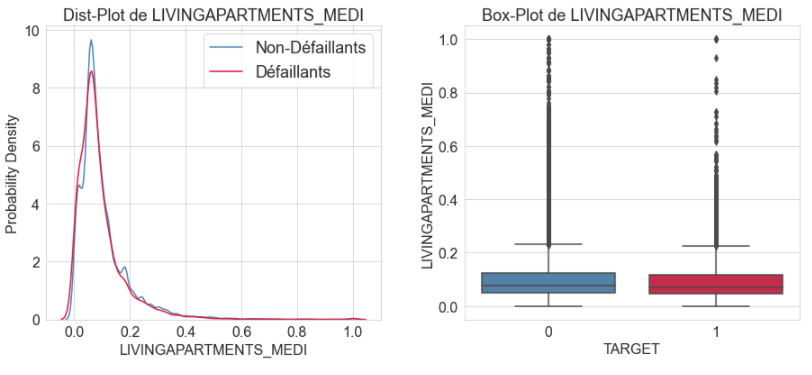 Dist-Plot de LIVINGAPARTMENTS_MEDI
Non-Défaillants
Défaillants
Probability Density
10
8
6
4
2
0
0.0 0.2 0.4 0.6 0.8 1.0
LIVINGAPARTMENTS_MEDI
Box-Plot de LIVINGAPARTMENTS_MEDI
LIVINGAPARTMENTS_MEDI
1.0
0.8
0.6
0.4
0.2
0.0
0 1
TARGET